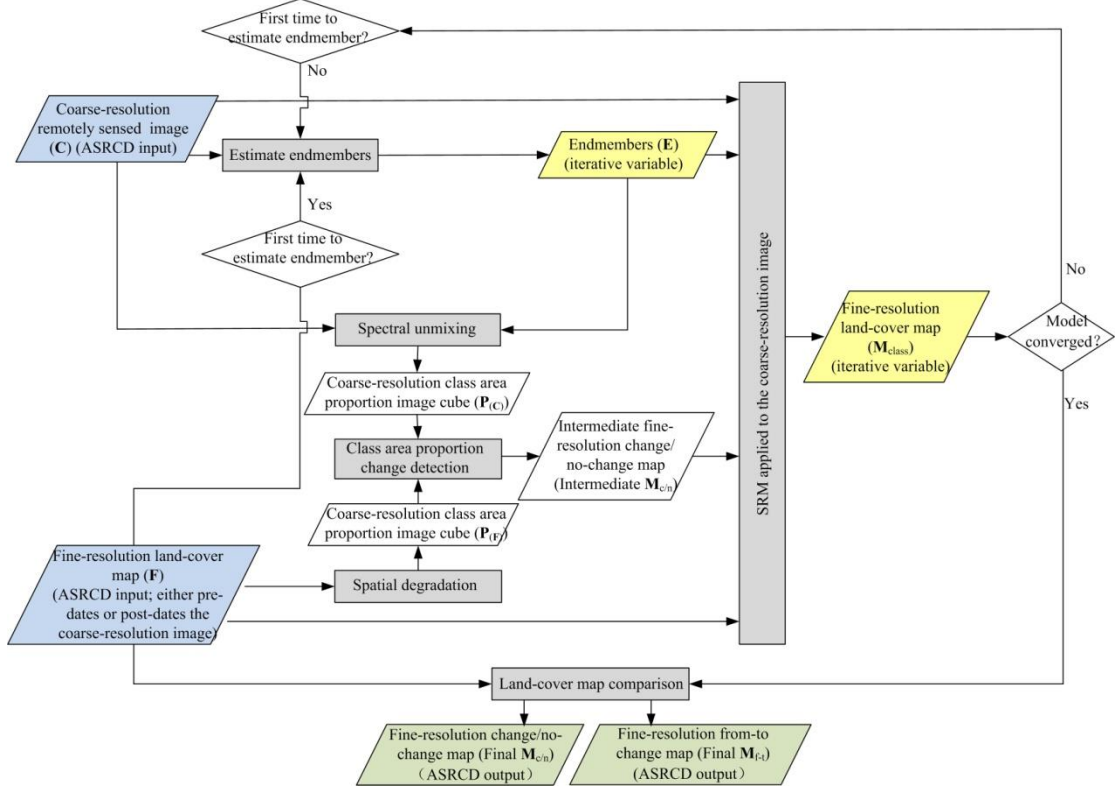 First time to
estimate endmember?
No
Coarse-resolution
remotely sensed image
(C) (ASRCD input)
Estimate endmembers
Endmembers (E)
(iterative variable)
Yes
First time to
estimate endmember?
SRM applied to the coarse-resolution image
No
Fine-resolution
land-cover map
(Mclass)
(iterative variable)
Model
converged?
Yes
Spectral unmixing
Coarse-resolution class area
proportion image cube (P(C))
Class area proportion
change detection
Intermediate fine-
resolution change/
no-change map
(Intermediate Mc/n)
Coarse-resolution class area
proportion image cube (P(F))
Fine-resolution land-cover
map (F)
(ASRCD input; either pre-
dates or post-dates the
coarse-resolution image)
Spatial degradation
Land-cover map comparison
Fine-resolution change/no-
change map (Final Mc/n)
(ASRCD output)
Fine-resolution from-to
change map (Final Mf-t)
(ASRCD output)